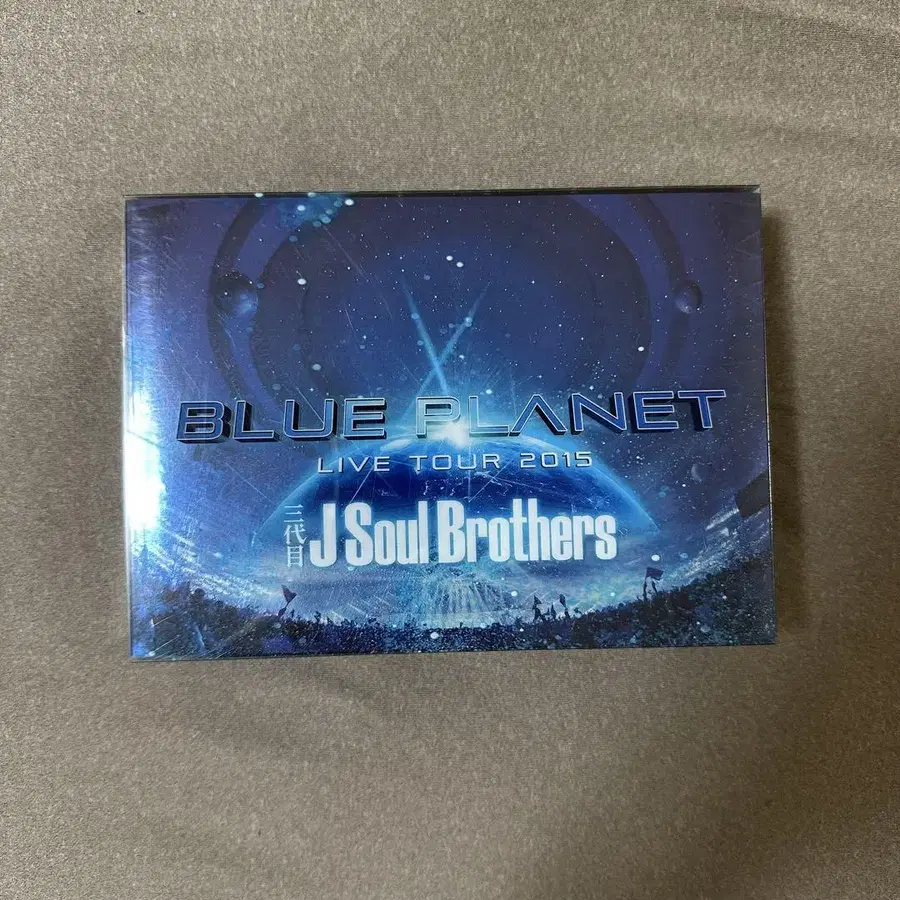 BLUE PLANET
LIVE TOUR 2015
三代目 J Soul Brothers